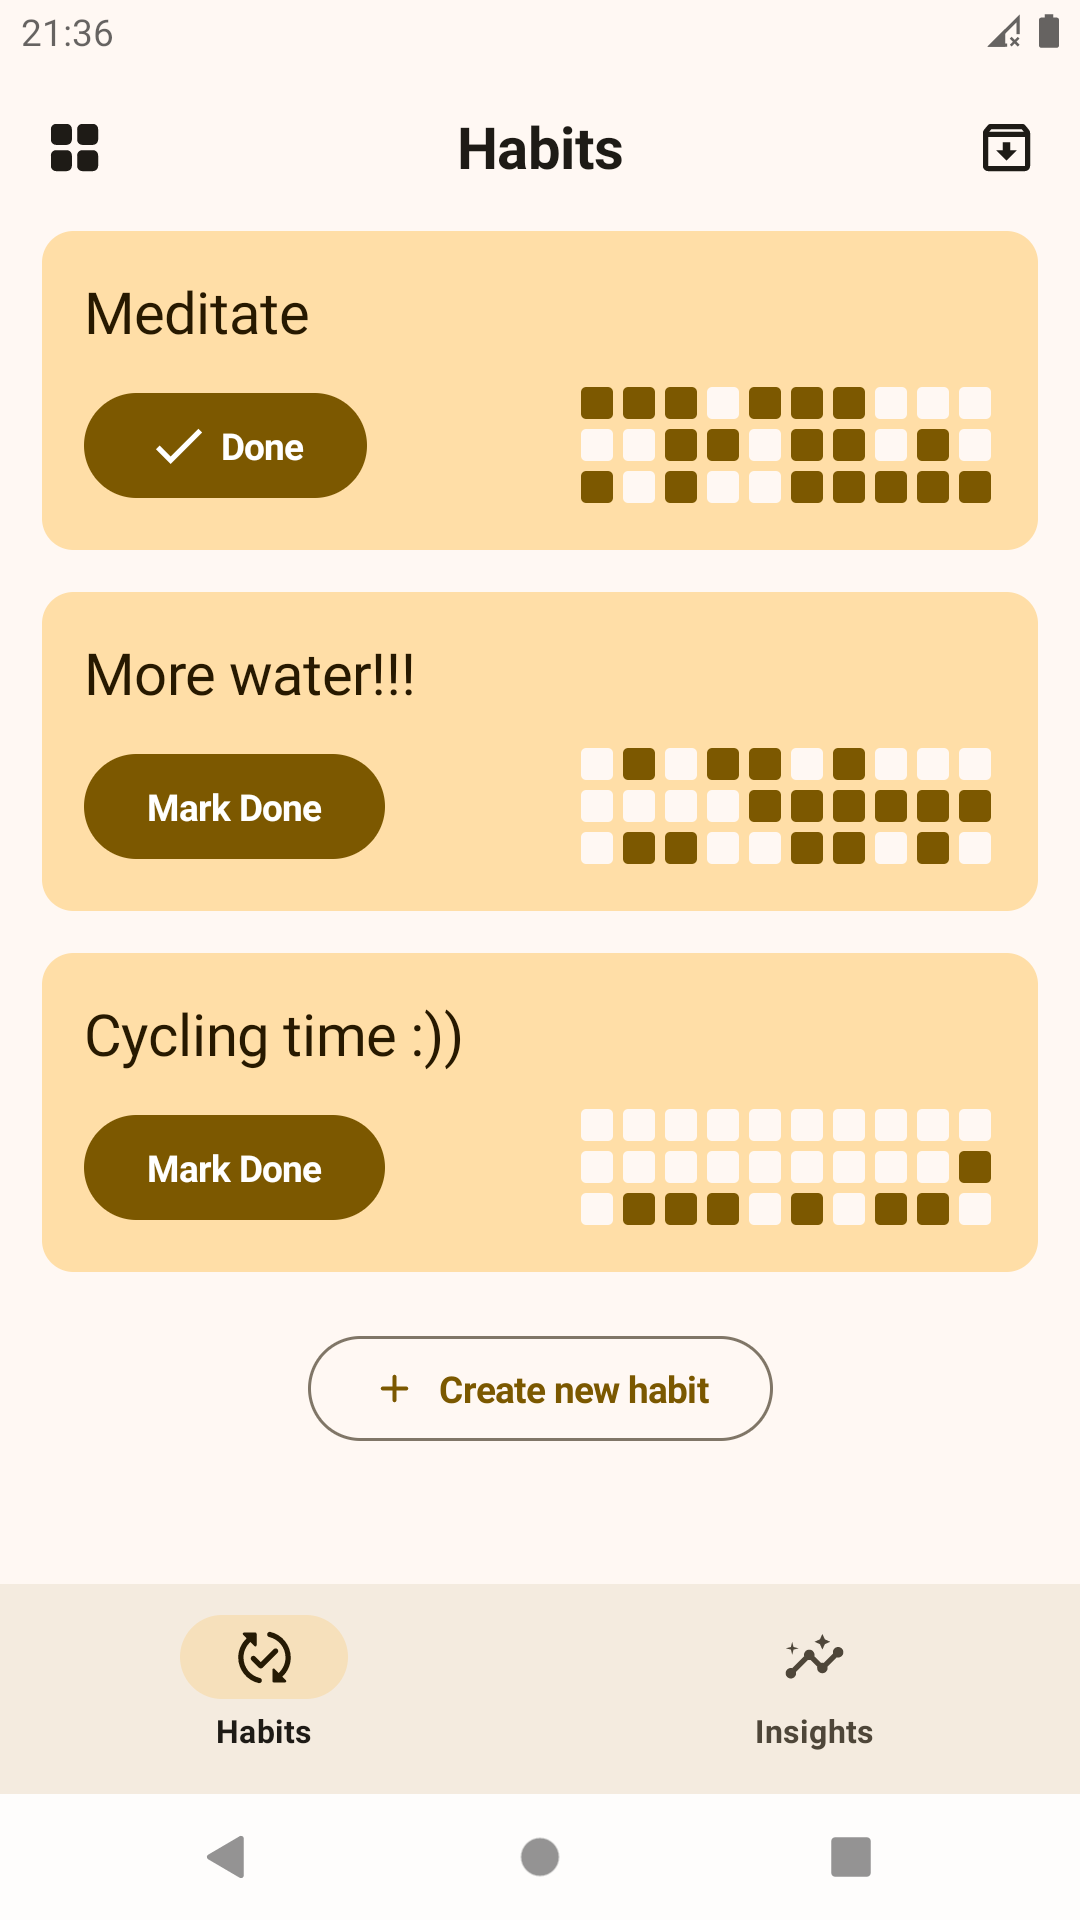 21:36
Habits
Meditate
Done
More water!!!
Mark Done
Cycling time :))
Mark Done
Create new habit
Habits
Insights